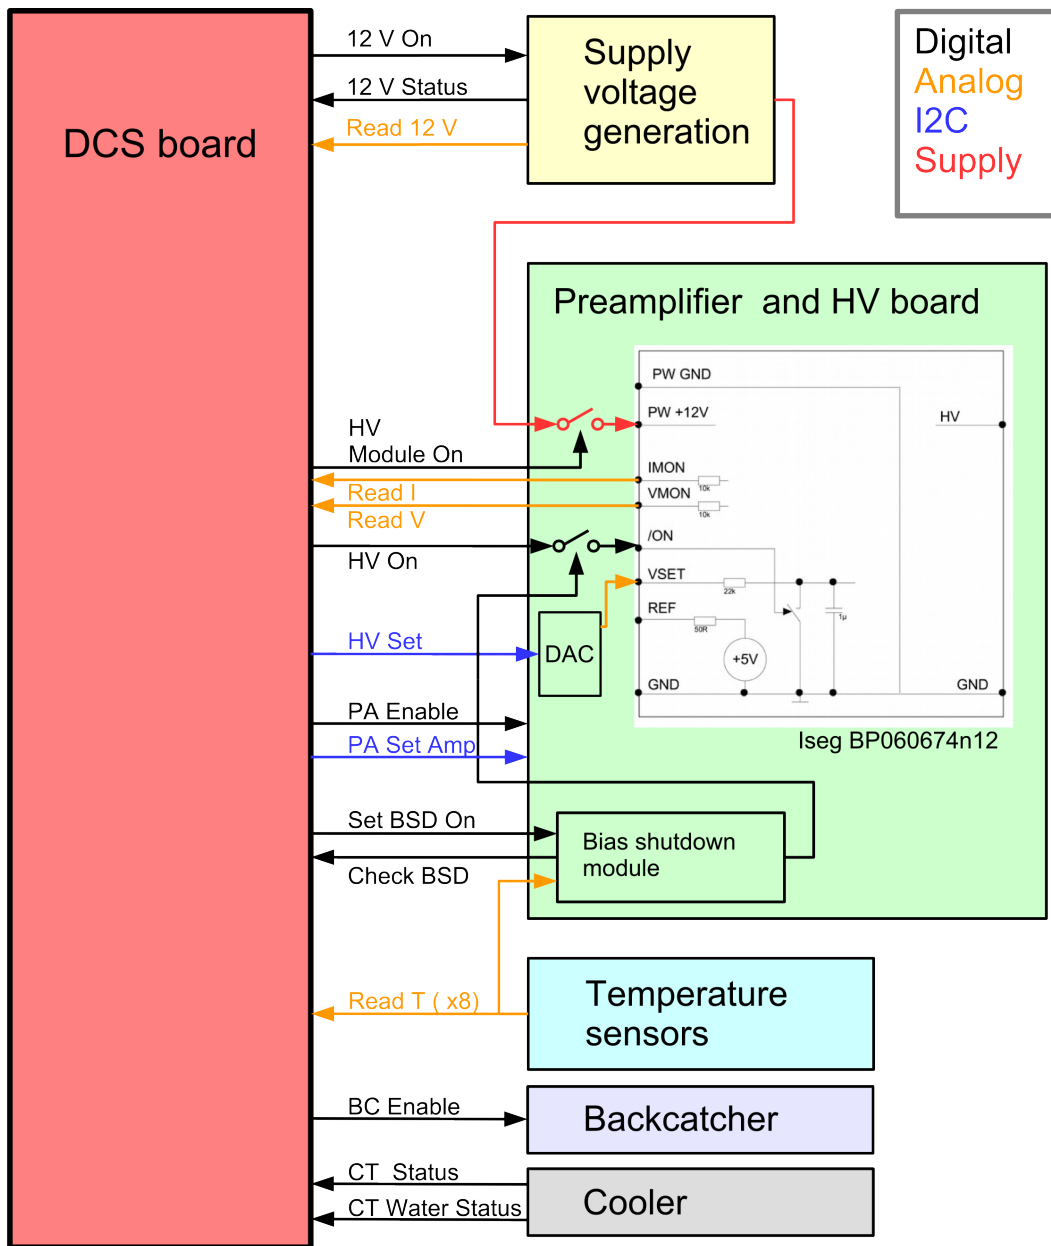 DCS board
12 V On
12 V Status
Read 12 V
Supply
voltage
generation
Digital
Analog
I2C
Supply
Preamplifier and HV board
PW GND
PW +12V
HV
IMON
10k
VMON
10k
/ON
VSET
22k
1µ
REF
50R
+5V
GND
GND
Iseg BP060674n12
HV
Module On
Read I
Read V
HV On
HV Set
DAC
PA Enable
PA Set Amp
Set BSD On
Check BSD
Bias shutdown
module
Read T ( x8)
Temperature
sensors
BC Enable
Backcatcher
CT Status
CT Water Status
Cooler